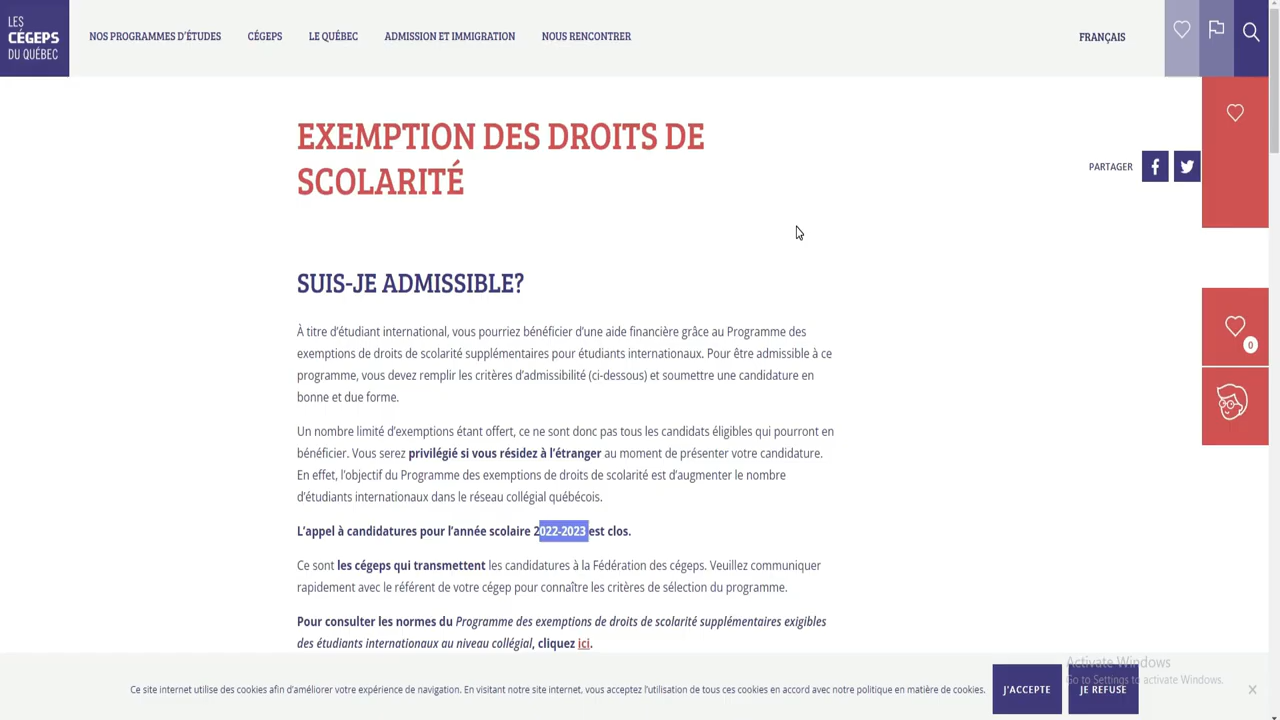 LES
CÉGEPS
DU QUÉBEC
NOS PROGRAMMES D'ÉTUDES
CÉGEPS
LE QUÉBEC
ADMISSION ET IMMIGRATION
NOUS RENCONTRER
FRANÇAIS
EXEMPTION DES DROITS DE
SCOLARITÉ
PARTAGER
SUIS-JE ADMISSIBLE?
À titre d'étudiant international, vous pourriez bénéficier d'une aide financière grâce au Programme des
exemptions de droits de scolarité supplémentaires pour étudiants internationaux. Pour être admissible à ce
programme, vous devez remplir les critères d'admissibilité (ci-dessous) et soumettre une candidature en
bonne et due forme.
0
Un nombre limité d'exemptions étant offert, ce ne sont donc pas tous les candidats éligibles qui pourront en
bénéficier. Vous serez privilégié si vous résidez à l'étranger au moment de présenter votre candidature.
En effet, l'objectif du Programme des exemptions de droits de scolarité est d'augmenter le nombre
d'étudiants internationaux dans le réseau collégial québécois.
L'appel à candidatures pour l'année scolaire 2022-2023 est clos.
Ce sont les cégeps qui transmettent les candidatures à la Fédération des cégeps. Veuillez communiquer
rapidement avec le référent de votre cégep pour connaître les critères de sélection du programme.
Pour consulter les normes du Programme des exemptions de droits de scolarité supplémentaires exigibles
des étudiants internationaux au niveau collégial, cliquez ici.
Activate Windows
Go to Settings to activate Windows.
Ce site internet utilise des cookies afin d'améliorer votre expérience de navigation. En visitant notre site internet, vous acceptez l'utilisation de tous ces cookies en accord avec notre politique en matière de cookies.
J'ACCEPTE
JE REFUSE